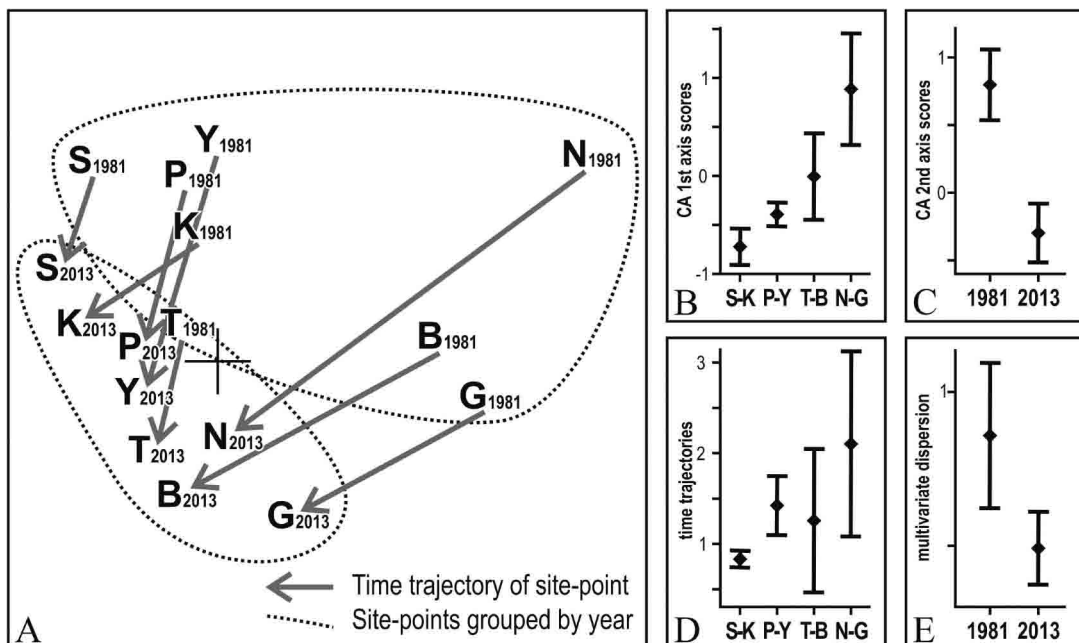 Y1981
S1981
P1981
N1981
K1981
S2013
K2013
T1981
P2013
B1981
Y2013
G1981
T2013
N2013
B2013
G2013
Time trajectory of site-point
Site-points grouped by year
A
CA 1st axis scores
1
0
-1
S-K P-Y T-B N-G
B
CA 2nd axis scores
1
0
1981 2013
C
time trajectories
3
2
1
S-K P-Y T-B N-G
D
multivariate dispersion
1
1981 2013
E